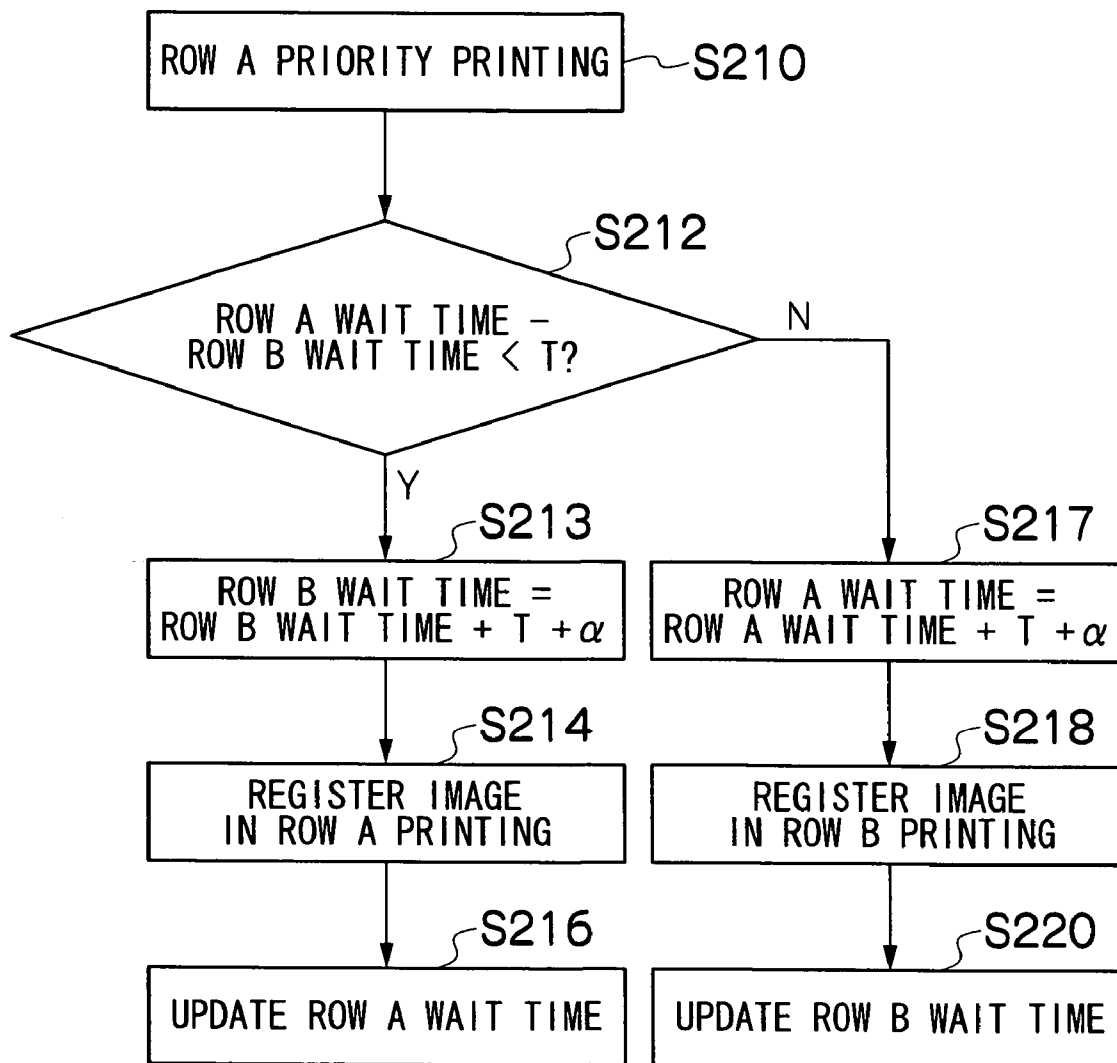 ROW A PRIORITY PRINTING
S210
S212
ROW A WAIT TIME –
ROW B WAIT TIME < T?
N
Y
S213
ROW B WAIT TIME =
ROW B WAIT TIME + T +α
S217
ROW A WAIT TIME =
ROW A WAIT TIME + T +α
S214
REGISTER IMAGE
IN ROW A PRINTING
S218
REGISTER IMAGE
IN ROW B PRINTING
S216
UPDATE ROW A WAIT TIME
S220
UPDATE ROW B WAIT TIME